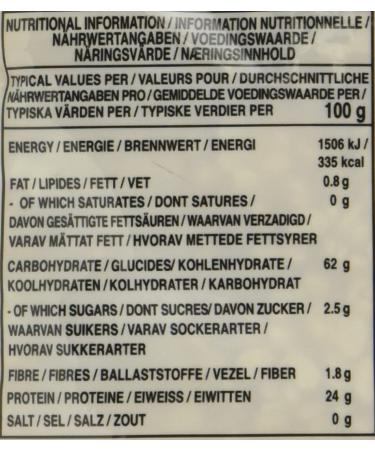 NUTRITIONAL INFORMATION / INFORMATION NUTRITIONNELLE /
NÄHRWERTANGABEN / VOEDINGSWAARDE /
NÄRINGSVÄRDE / NÆRINGSINNHOLD
TYPICAL VALUES PER / VALEURS POUR / DURCHSCHNITTLICHE
NÄHRWERTANGABEN PRO / GEMIDDELDE VOEDINGSWAARDE PER /
TYPISKA VÄRDEN PER / TYPISKE VERDIER PER 100 g
ENERGY / ENERGIE / BRENNWERT / ENERGI 1506 kJ /
335 kcal
FAT / LIPIDES / FETT / VET 0.8 g
- OF WHICH SATURATES / DONT SATURES / 0 g
DAVON GESÄTTIGTE FETTSÄUREN / WAARVAN VERZADIGD /
VARAV MÄTTAT FETT / HVORAV METTEDE FETTSYRER
CARBOHYDRATE / GLUCIDES/ KOHLENHYDRATE / 62 g
KOOLHYDRATEN / KOLHYDRATER / KARBOHYDRAT
- OF WHICH SUGARS / DONT SUCRES/ DAVON ZUCKER / 2.5 g
WAARVAN SUIKERS / VARAV SOCKERARTER /
HVORAV SUKKERARTER
FIBRE / FIBRES / BALLASTSTOFFE / VEZEL / FIBER 1.8 g
PROTEIN / PROTEINE / EIWEISS / EIWITTEN 24 g
SALT / SEL / SALZ / ZOUT 0 g